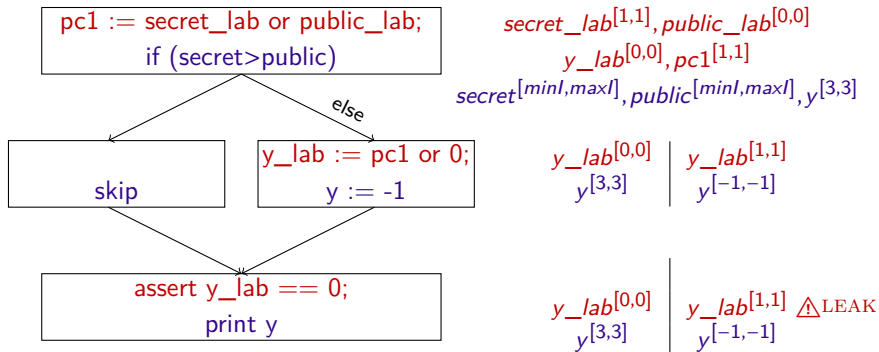 pc1 := secret_lab or public_lab;
if (secret>public)
secret_lab[1,1], public_lab[0,0]
y_lab[0,0], pc1[1,1]
secret[minI,maxI], public[minI,maxI], y[3,3]
else
skip
y_lab := pc1 or 0;
y := -1
y_lab[0,0] y_lab[1,1]
y[3,3] y[−1,−1]
assert y_lab == 0;
print y
y_lab[0,0] y_lab[1,1] ⚠LEAK
y[3,3] y[−1,−1]